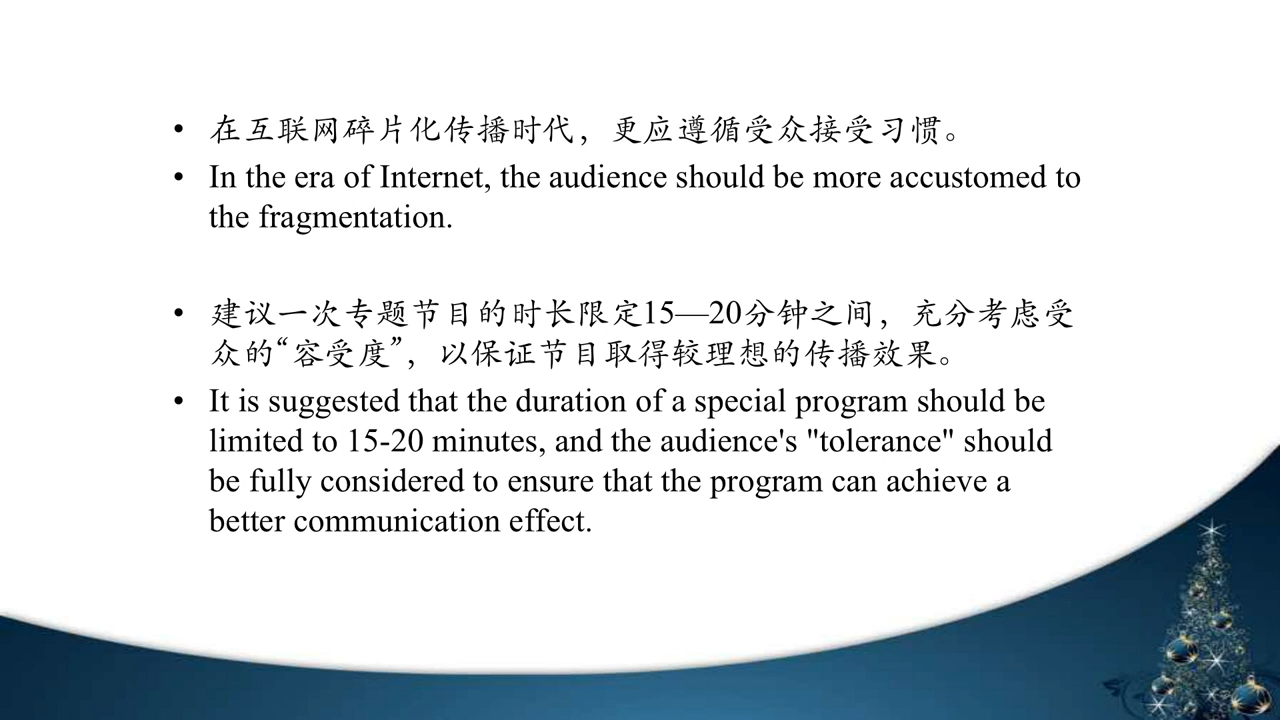 • 在互联网碎片化传播时代，更应遵循受众接受习惯。
• In the era of Internet, the audience should be more accustomed to
the fragmentation.
• 建议一次专题节目的时长限定15—20分钟之间，充分考虑受
众的“容受度”，以保证节目取得较理想的传播效果。
• It is suggested that the duration of a special program should be
limited to 15-20 minutes, and the audience's "tolerance" should
be fully considered to ensure that the program can achieve a
better communication effect.